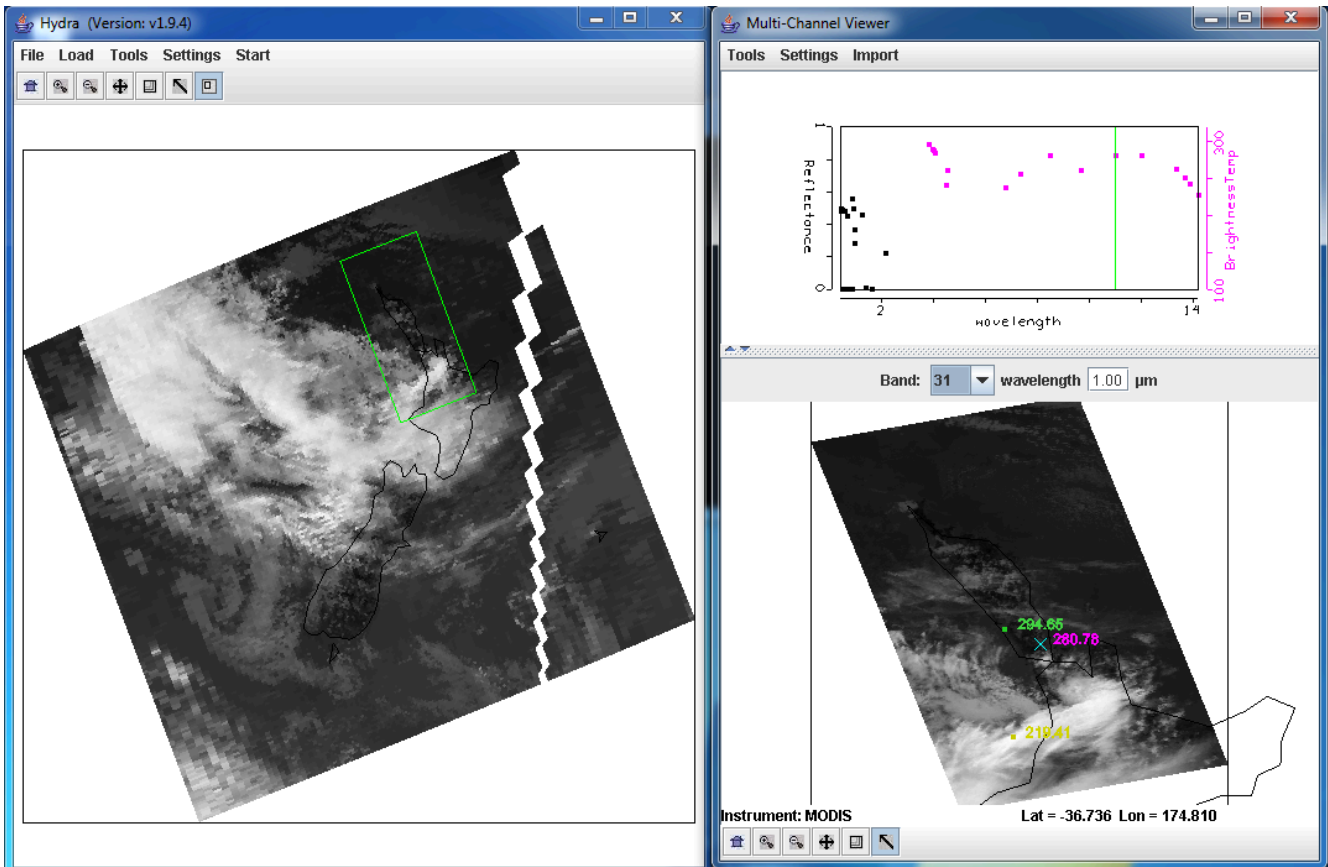 Hydra (Version: v1.9.4)
File Load Tools Settings Start
Multi-Channel Viewer
Tools Settings Import
1
Reflectance
0
300
BrightnessTemp
100
2
14
wavelength
Band: 31 wavelength 1.00 µm
294.65
280.78
219.41
Instrument: MODIS
Lat = -36.736 Lon = 174.810